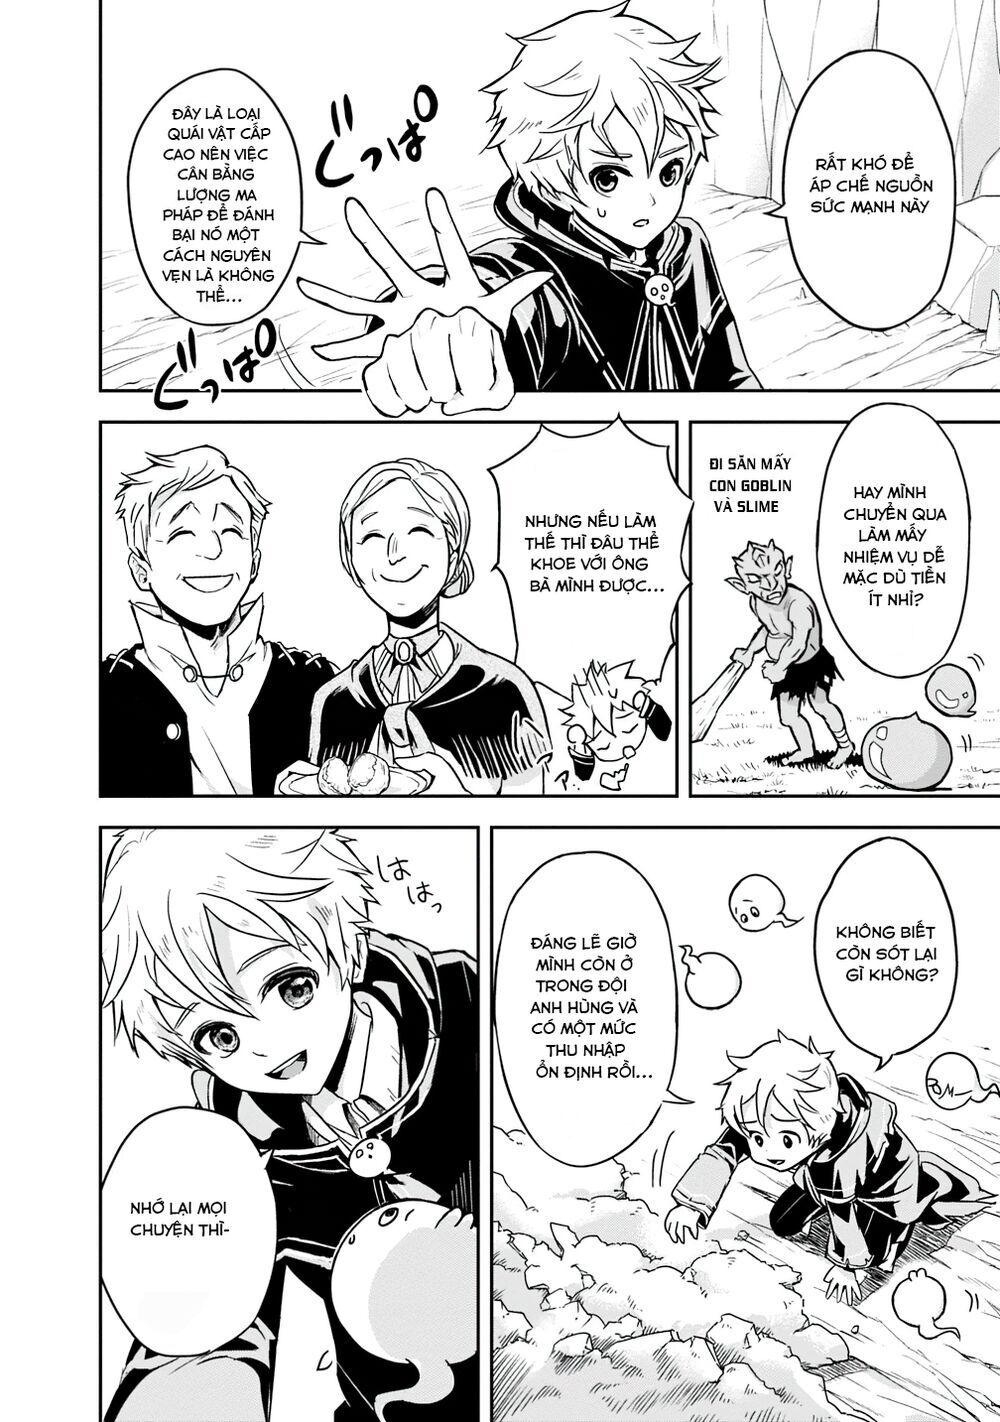 RẤT KHÓ ĐỂ
ÁP CHẾ NGUỒN
SỨC MẠNH NÀY
ぐっぱ
ĐÂY LÀ LOẠI
QUÁI VẬT CẤP
CAO NÊN VIỆC
CÂN BẰNG
LƯỢNG MA
PHÁP ĐỂ ĐÁNH
BẠI NÓ MỘT
CÁCH NGUYÊN
VẸN LÀ KHÔNG
THỂ...
ぐっぱ
HAY MÌNH
CHUYỂN QUA
LÀM MẤY
NHIỆM VỤ DỄ
MẶC DÙ TIỀN
ÍT NHỈ?
ĐI SĂN MẤY
CON GOBLIN
VÀ SLIME
NHƯNG NẾU LÀM
THẾ THÌ ĐÂU THỂ
KHOE VỚI ÔNG
BÀ MÌNH ĐƯỢC...
KHÔNG BIẾT
CÒN SÓT LẠI
GÌ KHÔNG?
ĐÁNG LẼ GIỜ
MÌNH CÒN Ở
TRONG ĐỘI
ANH HÙNG VÀ
CÓ MỘT MỨC
THU NHẬP
ỔN ĐỊNH RỒI...
は
はっ
NHỚ LẠI MỌI
CHUYỆN THÌ-